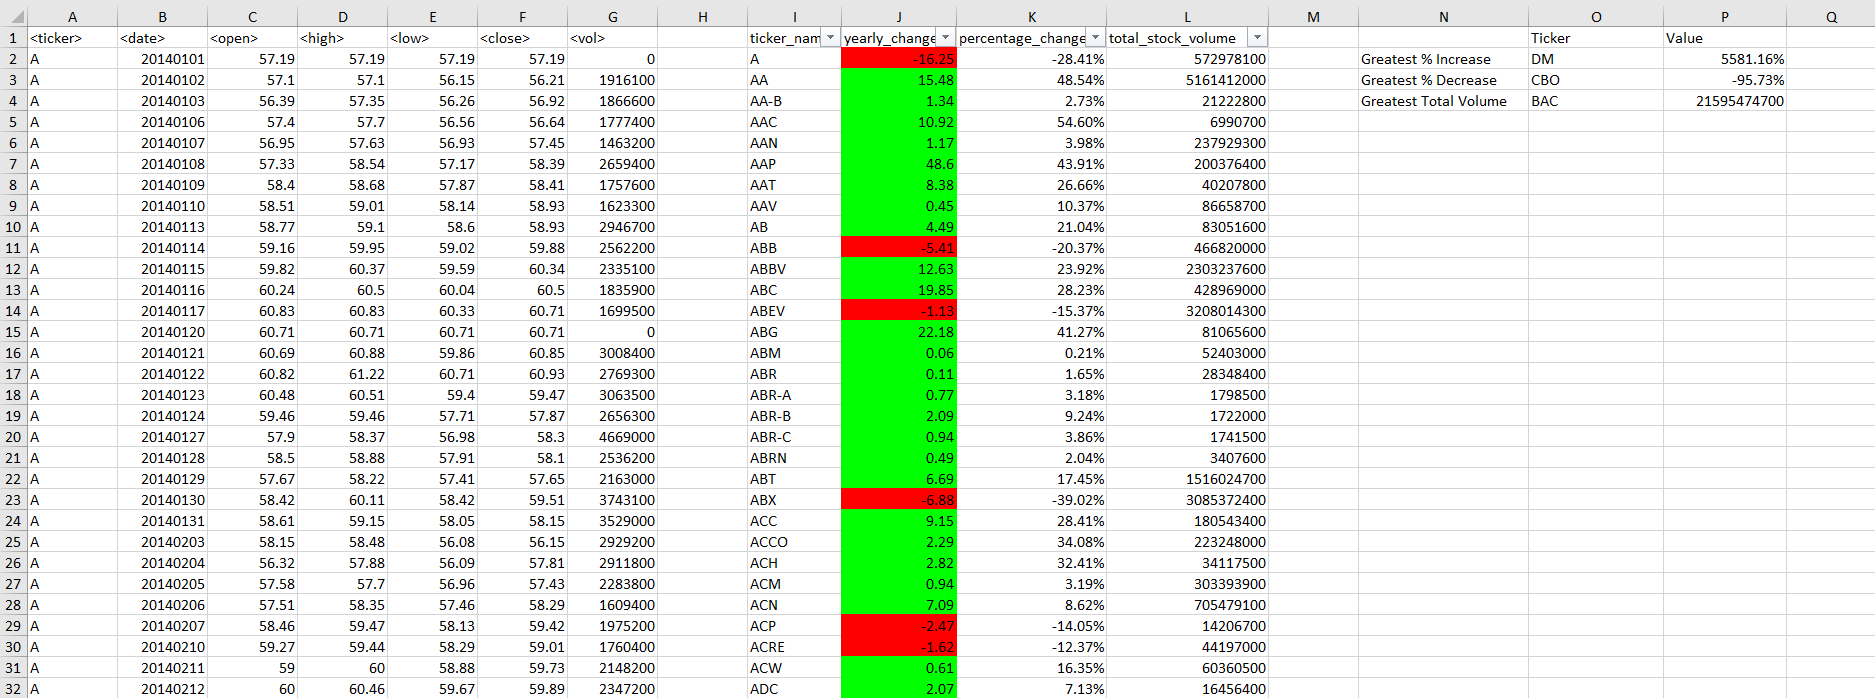 A B C D E F G H I J K L M N O P Q
1 <ticker> <date> <open> <high> <low> <close> <vol> ticker_nam yearly_change percentage_change total_stock_volume Ticker Value
2 A 20140101 57.19 57.19 57.19 57.19 0 A -16.25 -28.41% 572978100 Greatest % Increase DM 5581.16%
3 A 20140102 57.1 57.1 56.15 56.21 1916100 AA 15.48 48.54% 5161412000 Greatest % Decrease CBO -95.73%
4 A 20140103 56.39 57.35 56.26 56.92 1866600 AA-B 1.34 2.73% 21222800 Greatest Total Volume BAC 21595474700
5 A 20140106 57.4 57.7 56.56 56.64 1777400 AAC 10.92 54.60% 6990700
6 A 20140107 56.95 57.63 56.93 57.45 1463200 AAN 1.17 3.98% 237929300
7 A 20140108 57.33 58.54 57.17 58.39 2659400 AAP 48.6 43.91% 200376400
8 A 20140109 58.4 58.68 57.87 58.41 1757600 AAT 8.38 26.66% 40207800
9 A 20140110 58.51 59.01 58.14 58.93 1623300 AAV 0.45 10.37% 86658700
10 A 20140113 58.77 59.1 58.6 58.93 2946700 AB 4.49 21.04% 83051600
11 A 20140114 59.16 59.95 59.02 59.88 2562200 ABB -5.41 -20.37% 466820000
12 A 20140115 59.82 60.37 59.59 60.34 2335100 ABBV 12.63 23.92% 2303237600
13 A 20140116 60.24 60.5 60.04 60.5 1835900 ABC 19.85 28.23% 428969000
14 A 20140117 60.83 60.83 60.33 60.71 1699500 ABEV -1.13 -15.37% 3208014300
15 A 20140120 60.71 60.71 60.71 60.71 0 ABG 22.18 41.27% 81065600
16 A 20140121 60.69 60.88 59.86 60.85 3008400 ABM 0.06 0.21% 52403000
17 A 20140122 60.82 61.22 60.71 60.93 2769300 ABR 0.11 1.65% 28348400
18 A 20140123 60.48 60.51 59.4 59.47 3063500 ABR-A 0.77 3.18% 1798500
19 A 20140124 59.46 59.46 57.71 57.87 2656300 ABR-B 2.09 9.24% 1722000
20 A 20140127 57.9 58.37 56.98 58.3 4669000 ABR-C 0.94 3.86% 1741500
21 A 20140128 58.5 58.88 57.91 58.1 2536200 ABRN 0.49 2.04% 3407600
22 A 20140129 57.67 58.22 57.41 57.65 2163000 ABT 6.69 17.45% 1516024700
23 A 20140130 58.42 60.11 58.42 59.51 3743100 ABX -6.88 -39.02% 3085372400
24 A 20140131 58.61 59.15 58.05 58.15 3529000 ACC 9.15 28.41% 180543400
25 A 20140203 58.15 58.48 56.08 56.15 2929200 ACCO 2.29 34.08% 223248000
26 A 20140204 56.32 57.88 56.09 57.81 2911800 ACH 2.82 32.41% 34117500
27 A 20140205 57.58 57.7 56.96 57.43 2283800 ACM 0.94 3.19% 303393900
28 A 20140206 57.51 58.35 57.46 58.29 1609400 ACN 7.09 8.62% 705479100
29 A 20140207 58.46 59.47 58.13 59.42 1975200 ACP -2.47 -14.05% 14206700
30 A 20140210 59.27 59.44 58.29 59.01 1760400 ACRE -1.62 -12.37% 44197000
31 A 20140211 59 60 58.88 59.73 2148200 ACW 0.61 16.35% 60360500
32 A 20140212 60 60.46 59.67 59.89 2347200 ADC 2.07 7.13% 16456400